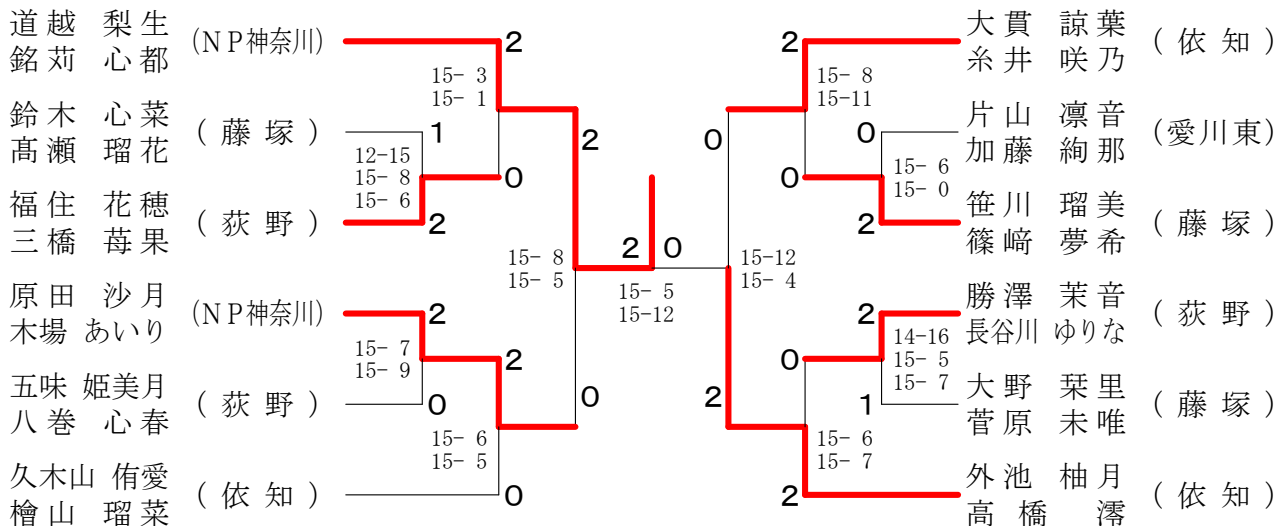 道越 梨生
銘苅 心都
(NP神奈川)
鈴木 心菜
髙瀬 瑠花
(藤塚)
福住 花穂
三橋 苺果
(荻野)
原田 沙月
木場 あいり
(NP神奈川)
五味 姫美月
八巻 心春
(荻野)
久木山 侑愛
檜山 瑠菜
(依知)
2
15- 3
15- 1
1
12-15
15- 8
15- 6
0
2
2
15- 8
15- 5
2
15- 7
15- 9
2
0
0
15- 6
15- 5
0
2
0
15- 5
15-12
2
15- 8
15-11
0
0
15- 6
15- 0
0
2
15-12
15- 4
2
14-16
15- 5
15- 7
0
1
2
15- 6
15- 7
2
大貫 諒葉
糸井 咲乃
(依知)
片山 凛音
加藤 絢那
(愛川東)
笹川 瑠美
篠﨑 夢希
(藤塚)
勝澤 茉音
長谷川 ゆりな
(荻野)
大野 栞里
菅原 未唯
(藤塚)
外池 柚月
高橋 澪
(依知)